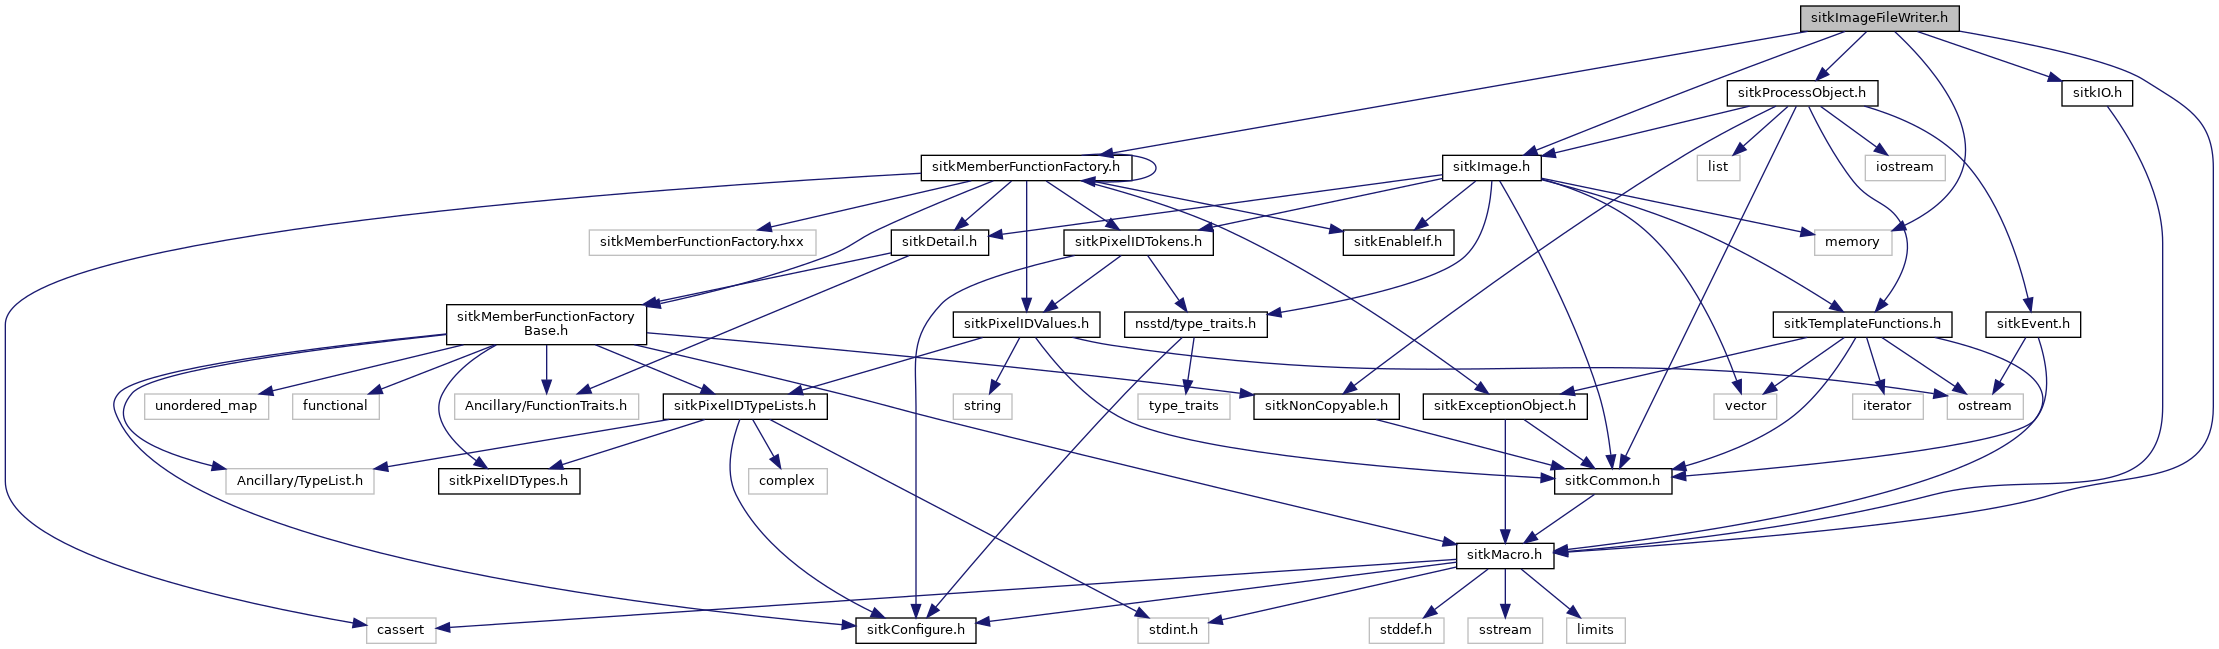 sitkImageFileWriter.h
sitkProcessObject.h
sitkIO.h
sitkMemberFunctionFactory.h
sitkImage.h
list
iostream
sitkMemberFunctionFactory.hxx
sitkDetail.h
sitkPixelIDTokens.h
sitkEnableIf.h
memory
sitkMemberFunctionFactory
Base.h
sitkPixelIDValues.h
nsstd/type_traits.h
sitkTemplateFunctions.h
sitkEvent.h
unordered_map
functional
Ancillary/FunctionTraits.h
sitkPixelIDTypeLists.h
string
type_traits
sitkNonCopyable.h
sitkExceptionObject.h
vector
iterator
ostream
Ancillary/TypeList.h
sitkPixelIDTypes.h
complex
sitkCommon.h
sitkMacro.h
cassert
sitkConfigure.h
stdint.h
stddef.h
sstream
limits